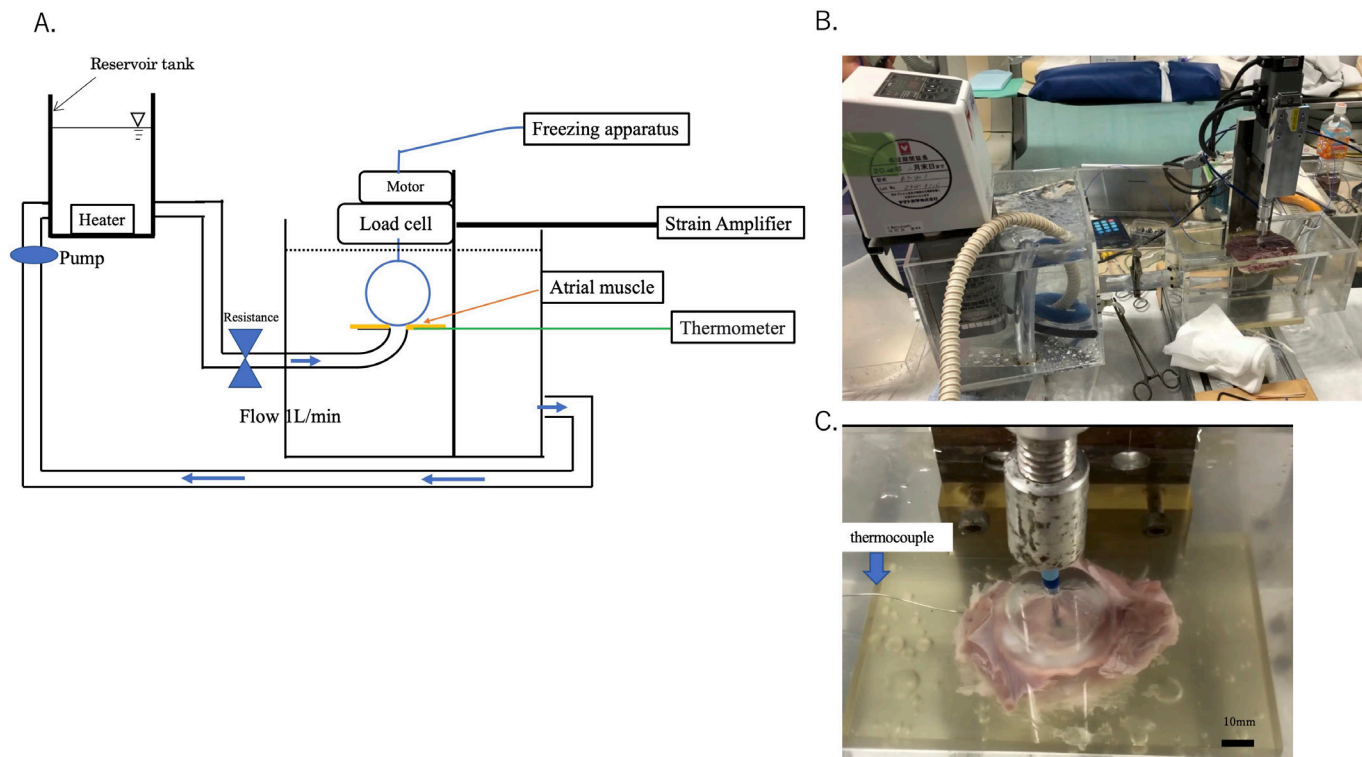 A.
Reservoir tank
Heater
Pump
Resistance
Flow 1L/min
Freezing apparatus
Motor
Load cell
Strain Amplifier
Atrial muscle
Thermometer
B.
C.
thermocouple
10mm